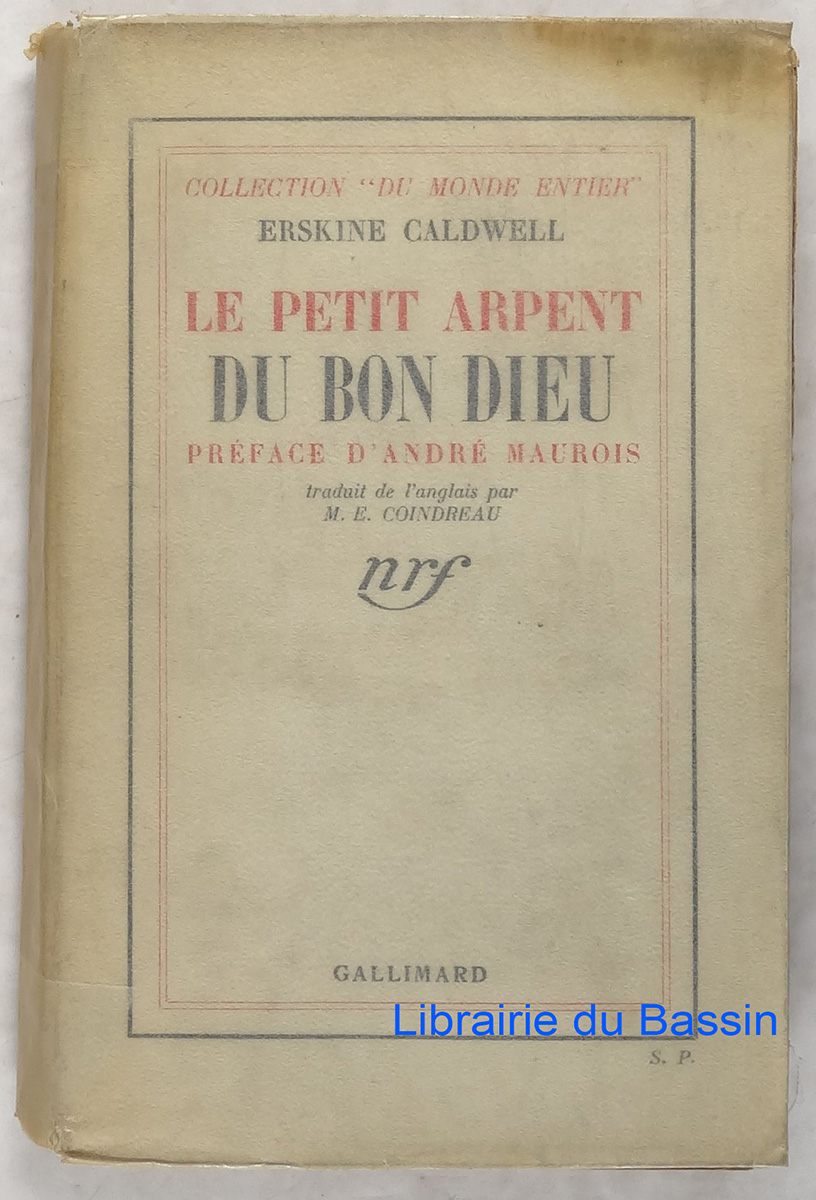 COLLECTION "DU MONDE ENTIER"
ERSKINE CALDWELL
LE PETIT ARPENT
DU BON DIEU
PRÉFACE D'ANDRÉ MAUROIS
traduit de l'anglais par
M. E. COINDREAU
nrf
GALLIMARD
Librairie du Bassin
S. P.